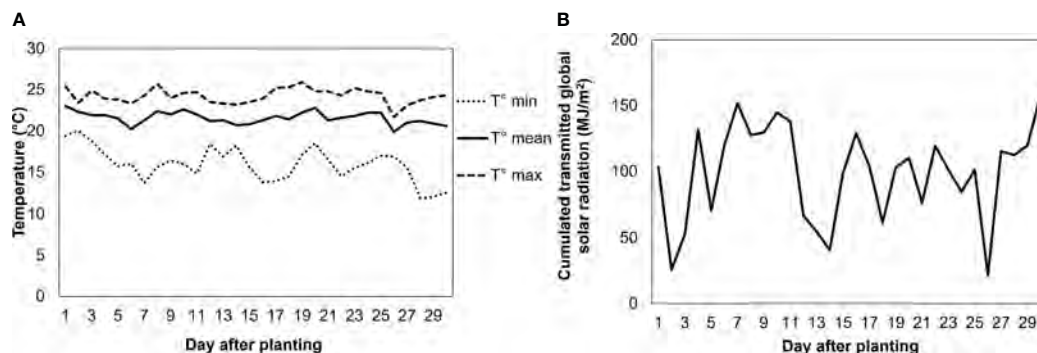 A
Temperature (°C)
30
25
20
15
10
5
0
1 3 5 7 9 11 13 15 17 19 21 23 25 27 29
Day after planting
T° min
T° mean
T° max
B
Cumulated transmitted global
solar radiation (MJ/m²)
200
150
100
50
0
1 3 5 7 9 11 13 15 17 19 21 23 25 27 29
Day after planting